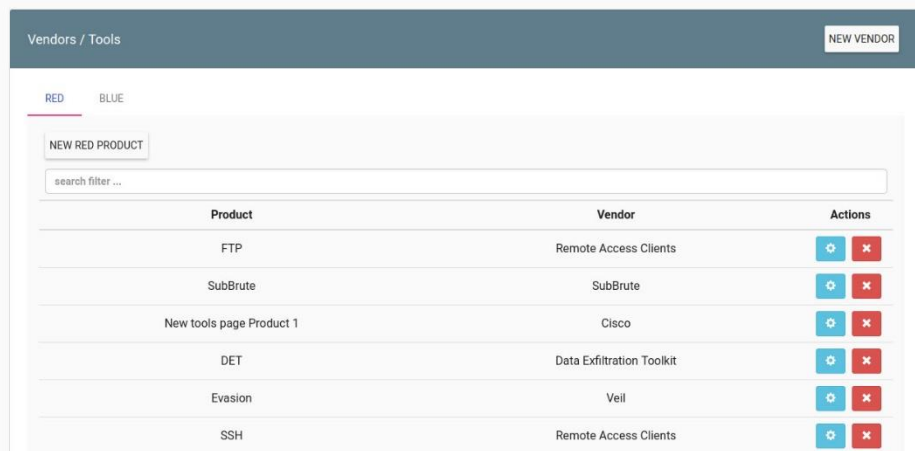 Vendors / Tools NEW VENDOR
RED BLUE
NEW RED PRODUCT
search filter ...
Product Vendor Actions
FTP Remote Access Clients
SubBrute SubBrute
New tools page Product 1 Cisco
DET Data Exfiltration Toolkit
Evasion Veil
SSH Remote Access Clients